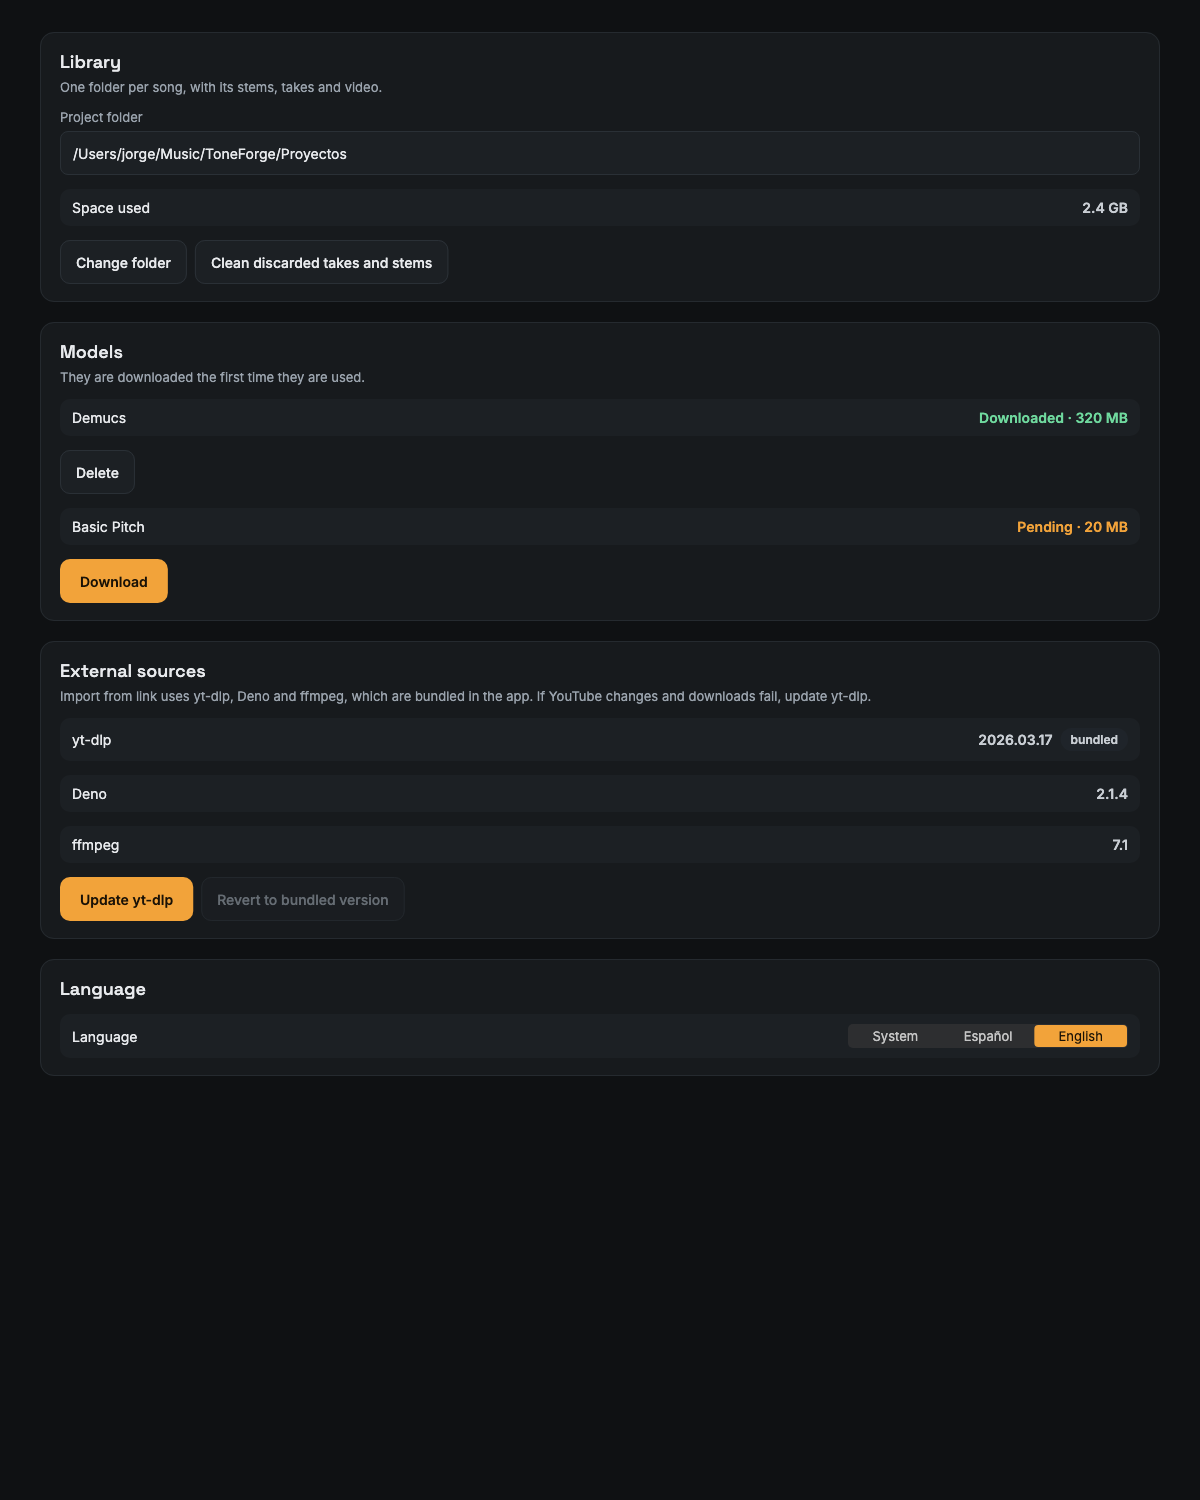 Library
One folder per song, with its stems, takes and video.
Project folder
/Users/jorge/Music/ToneForge/Proyectos
Space used 2.4 GB
Change folder Clean discarded takes and stems
Models
They are downloaded the first time they are used.
Demucs Downloaded · 320 MB
Delete
Basic Pitch Pending · 20 MB
Download
External sources
Import from link uses yt-dlp, Deno and ffmpeg, which are bundled in the app. If YouTube changes and downloads fail, update yt-dlp.
yt-dlp 2026.03.17 bundled
Deno 2.1.4
ffmpeg 7.1
Update yt-dlp Revert to bundled version
Language
Language System Español English